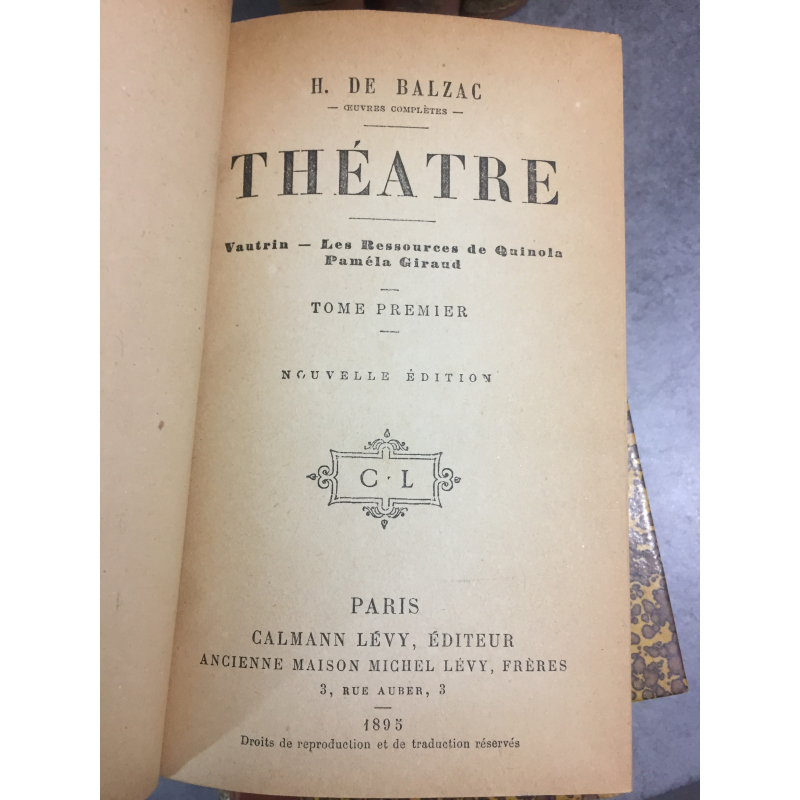 H. DE BALZAC
— ŒUVRES COMPLÈTES —
THÉATRE
Vautrin — Les Ressources de Quinola
Paméla Giraud
TOME PREMIER
NOUVELLE ÉDITION
C · L
PARIS
CALMANN LÉVY, ÉDITEUR
ANCIENNE MAISON MICHEL LÉVY, FRÈRES
3, RUE AUBER, 3
1895
Droits de reproduction et de traduction réservés